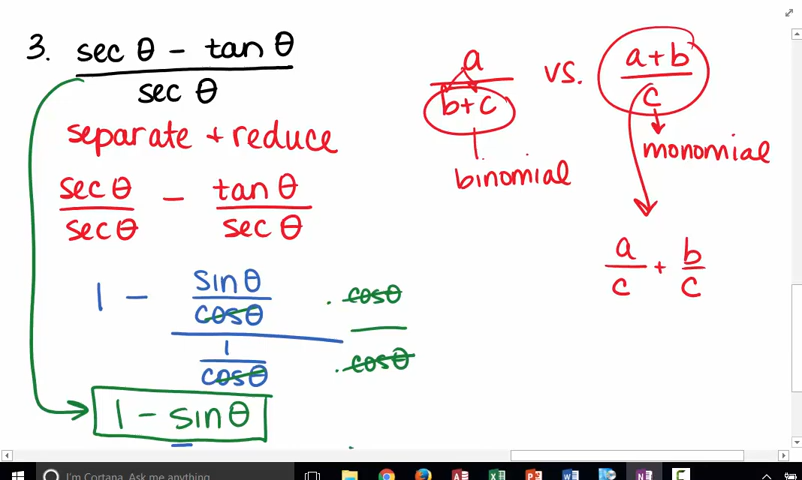 3. sec θ − tan θ
sec θ
separate + reduce
sec θ/sec θ − tan θ/sec θ
1 − sin θ/cos θ · cos θ
1/cos θ · cos θ
1 − sin θ
a/b+c vs. a+b/c
binomial
monomial
a/c + b/c
I'm Cortana. Ask me anything.